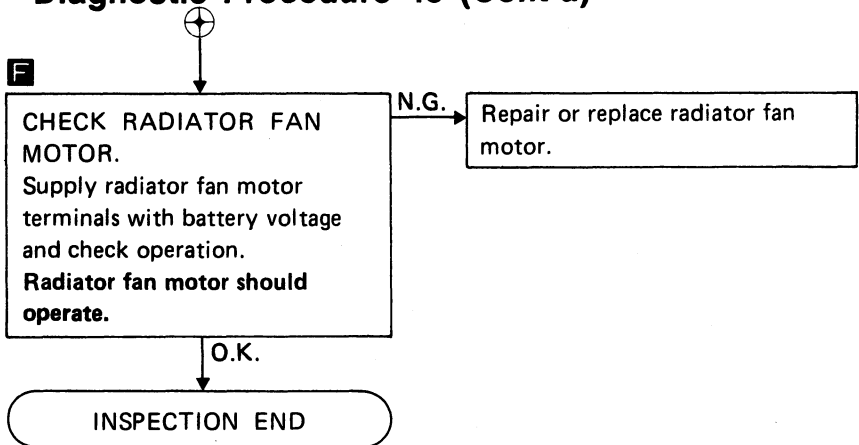 Diagnostic Procedure 48 (Cont'd)
F
CHECK RADIATOR FAN
MOTOR.
Supply radiator fan motor
terminals with battery voltage
and check operation.
Radiator fan motor should
operate.
N.G.
Repair or replace radiator fan
motor.
O.K.
INSPECTION END